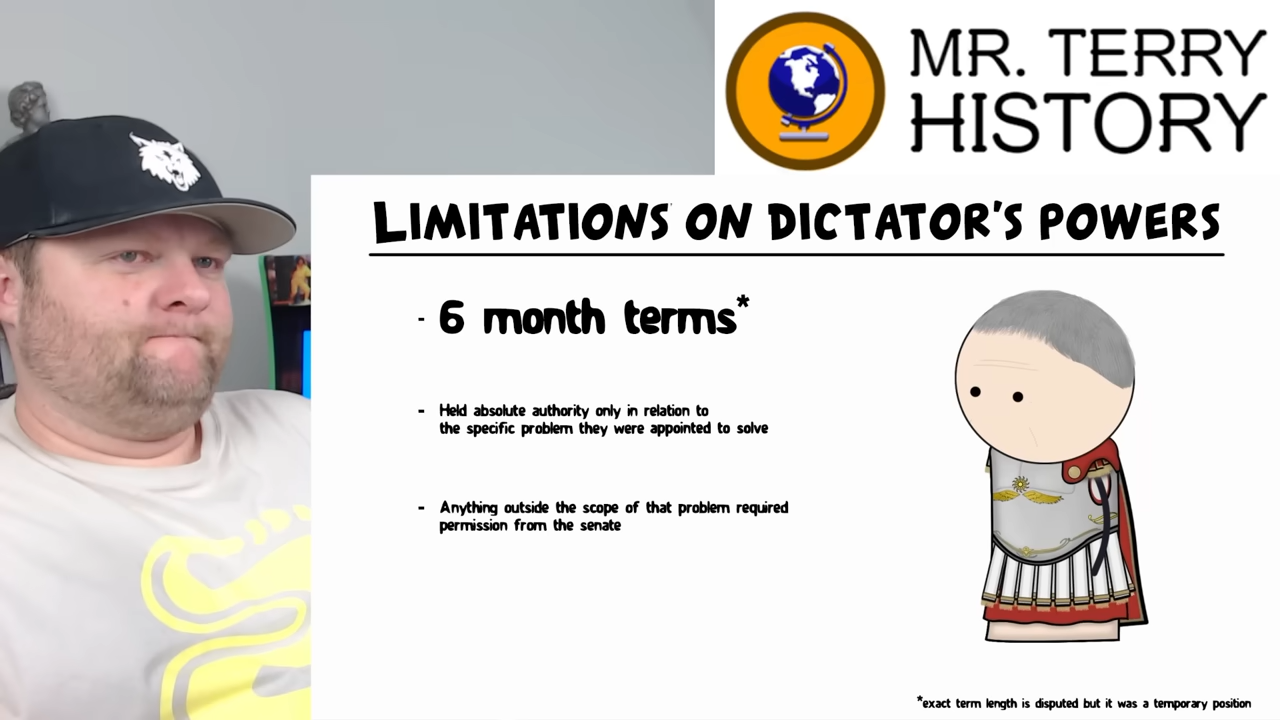 MR. TERRY
HISTORY
LIMITATIONS ON DICTATOR'S POWERS
- 6 month terms*
- Held absolute authority only in relation to
the specific problem they were appointed to solve
- Anything outside the scope of that problem required
permission from the senate
*exact term length is disputed but it was a temporary position